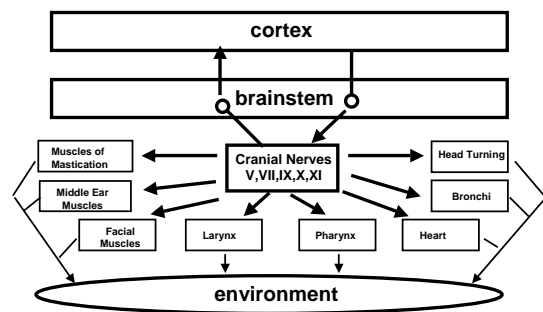 cortex
brainstem
Cranial Nerves
V,VII,IX,X,XI
Muscles of
Mastication
Head Turning
Middle Ear
Muscles
Bronchi
Facial
Muscles
Larynx
Pharynx
Heart
environment